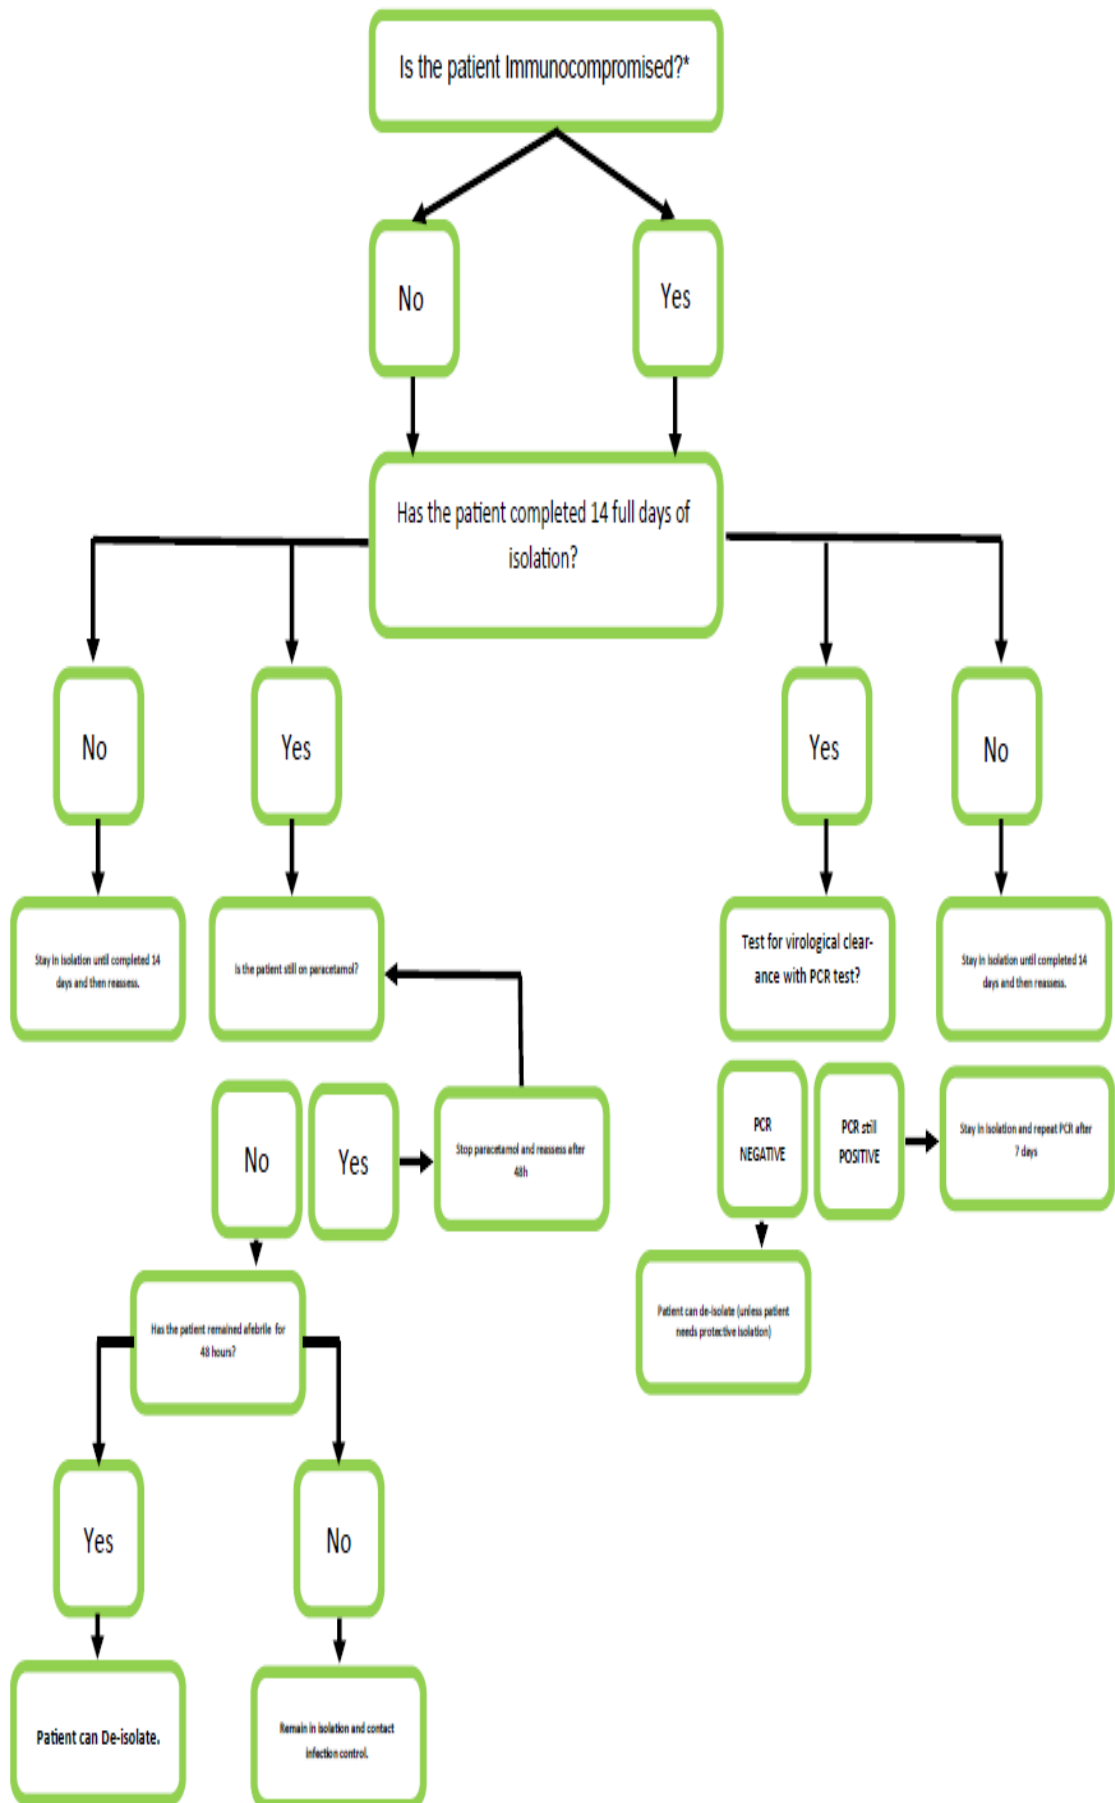 Is the patient Immunocompromised?*
No
Yes
Has the patient completed 14 full days of
isolation?
No
Yes
Yes
No
Stay in isolation until completed 14
days and then reassess.
Is the patient still on paracetamol?
Test for virological clear-
ance with PCR test?
Stay in isolation until completed 14
days and then reassess.
No
Yes
Stop paracetamol and reassess after
48h
PCR
NEGATIVE
PCR still
POSITIVE
Stay in isolation and repeat PCR after
7 days
Has the patient remained afebrile for
48 hours?
Patient can de-isolate (unless patient
needs protective isolation)
Yes
No
Patient can De-isolate.
Remain in isolation and contact
infection control.